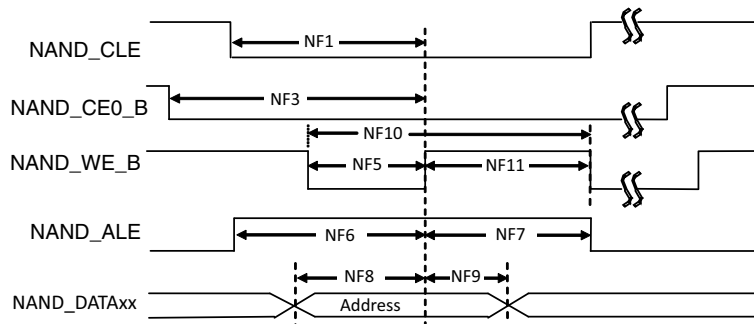 NAND_CLE
NF1
NAND_CE0_B
NF3
NF10
NAND_WE_B
NF5
NF11
NAND_ALE
NF6
NF7
NF8
NF9
NAND_DATAxx
Address